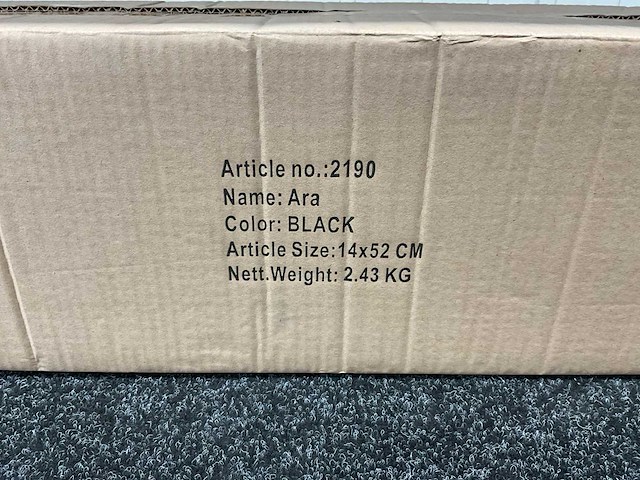 Article no.:2190
Name: Ara
Color: BLACK
Article Size:14x52 CM
Nett.Weight: 2.43 KG